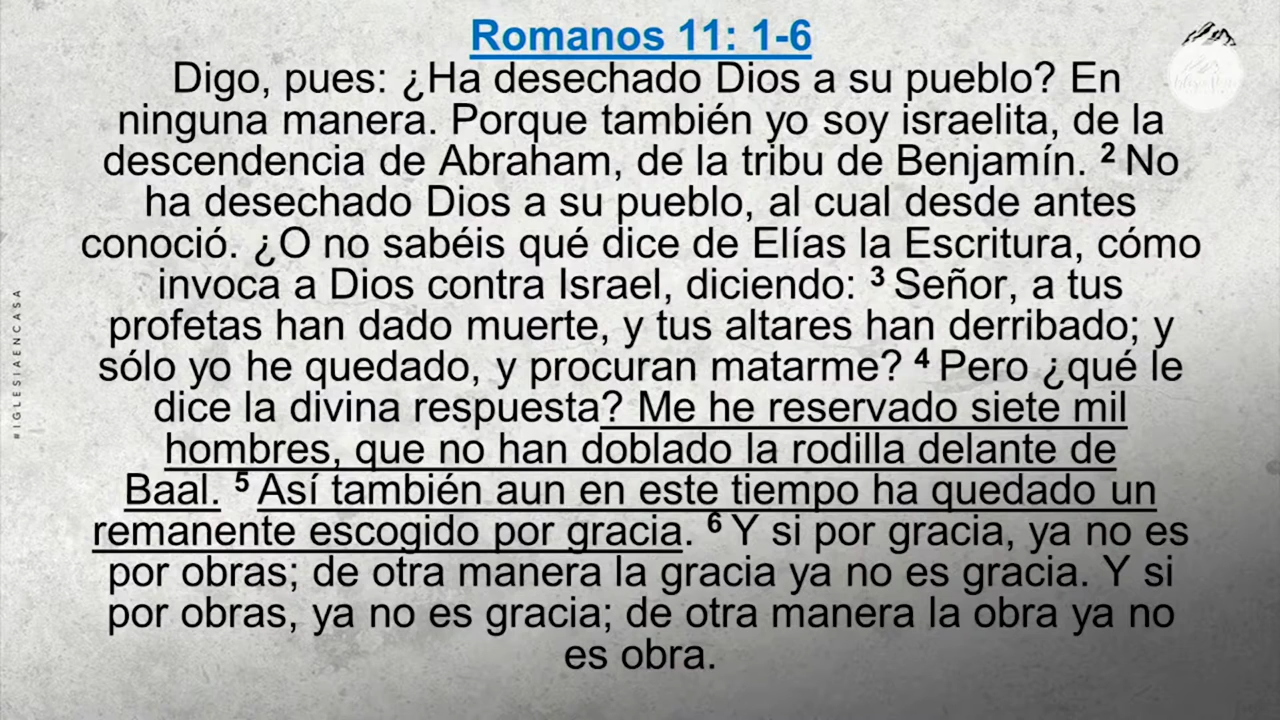 Romanos 11: 1-6
Digo, pues: ¿Ha desechado Dios a su pueblo? En
ninguna manera. Porque también yo soy israelita, de la
descendencia de Abraham, de la tribu de Benjamín. ² No
ha desechado Dios a su pueblo, al cual desde antes
conoció. ¿O no sabéis qué dice de Elías la Escritura, cómo
invoca a Dios contra Israel, diciendo: ³ Señor, a tus
profetas han dado muerte, y tus altares han derribado; y
sólo yo he quedado, y procuran matarme? ⁴ Pero ¿qué le
dice la divina respuesta? Me he reservado siete mil
hombres, que no han doblado la rodilla delante de
Baal. ⁵ Así también aun en este tiempo ha quedado un
remanente escogido por gracia. ⁶ Y si por gracia, ya no es
por obras; de otra manera la gracia ya no es gracia. Y si
por obras, ya no es gracia; de otra manera la obra ya no
es obra.
#IGLESIAENCASA